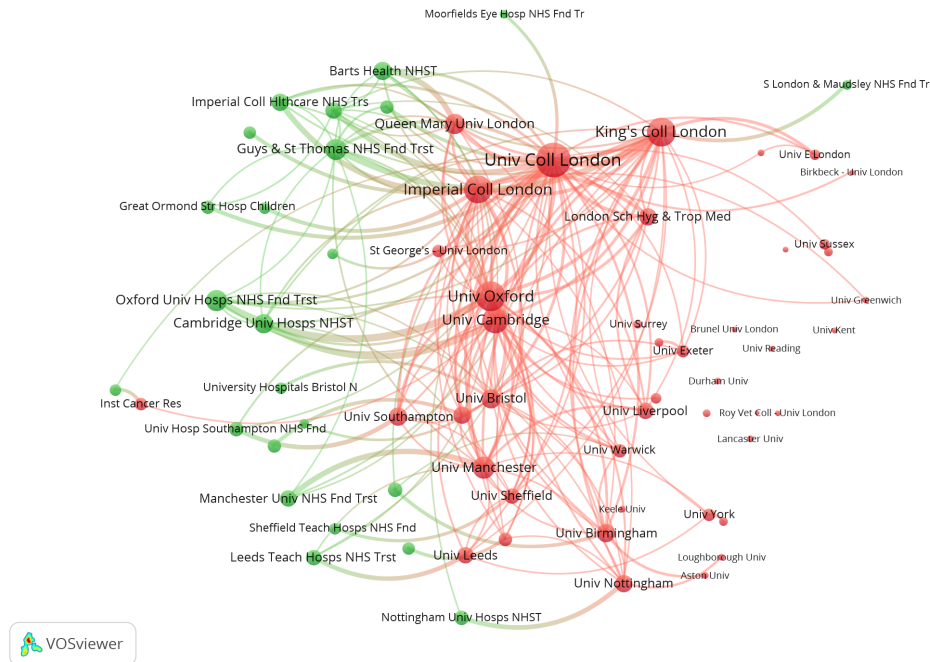 Moorfields Eye Hosp NHS Fnd Tr
Barts Health NHST
S London & Maudsley NHS Fnd Tr
Imperial Coll Hlthcare NHS Trs
Queen Mary Univ London
King's Coll London
Guys & St Thomas NHS Fnd Trst
Univ Coll London
Univ E London
Birkbeck - Univ London
Imperial Coll London
Great Ormond Str Hosp Children
London Sch Hyg & Trop Med
St George's - Univ London
Univ Sussex
Oxford Univ Hosps NHS Fnd Trst
Univ Oxford
Univ Greenwich
Cambridge Univ Hosps NHST
Univ Cambridge
Univ Surrey
Brunel Univ London
Univ Kent
Univ Exeter
Univ Reading
Durham Univ
University Hospitals Bristol N
Univ Bristol
Inst Cancer Res
Univ Southampton
Univ Liverpool
Roy Vet Coll - Univ London
Univ Hosp Southampton NHS Fnd
Lancaster Univ
Univ Warwick
Univ Manchester
Manchester Univ NHS Fnd Trst
Univ Sheffield
Keele Univ
Univ York
Sheffield Teach Hosps NHS Fnd
Univ Birmingham
Leeds Teach Hosps NHS Trst
Univ Leeds
Loughborough Univ
Aston Univ
Univ Nottingham
Nottingham Univ Hosps NHST
VOSviewer